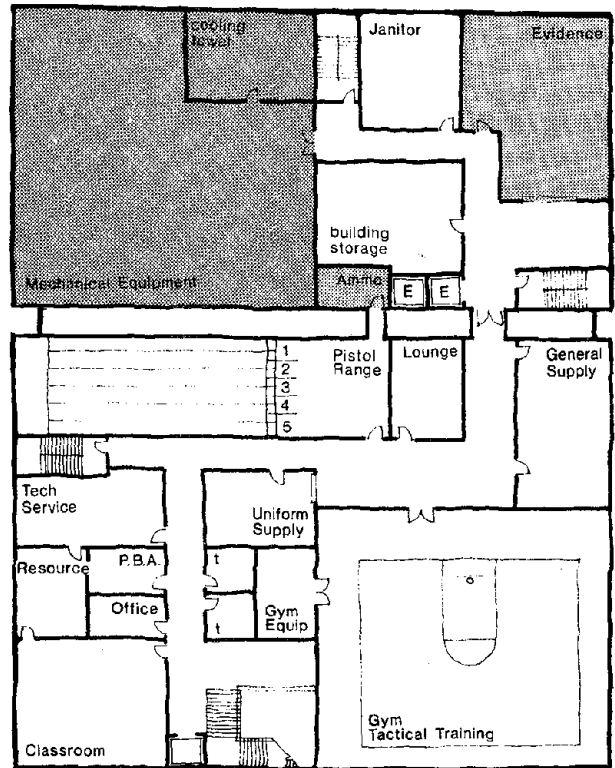 cooling
tower
Janitor
Evidence
building
storage
Mechanical Equipment
Ammo
E
E
1
2
3
4
5
Pistol
Range
Lounge
General
Supply
Tech
Service
Uniform
Supply
Resource
P.B.A.
t
Office
Gym
Equip
t
Classroom
Gym
Tactical Training